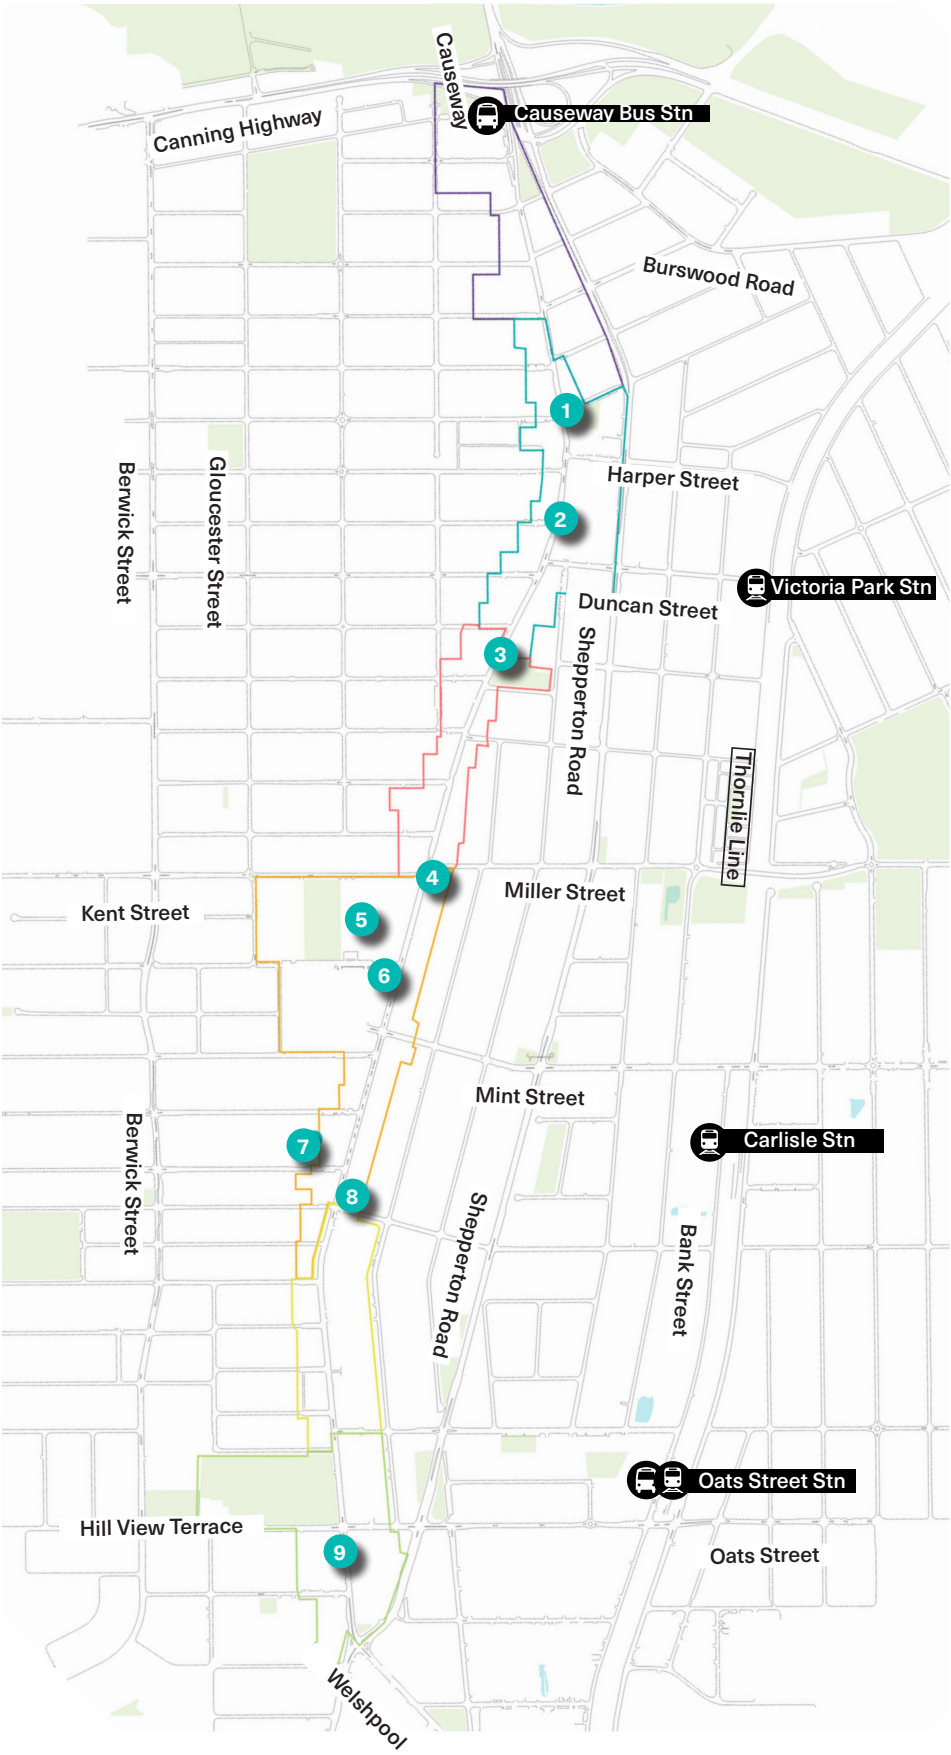 Causeway
Causeway Bus Stn
Canning Highway
Burswood Road
1
Berwick Street
Gloucester Street
Harper Street
2
Victoria Park Stn
Duncan Street
3
Shepperton Road
Thornlie Line
4
Miller Street
Kent Street
5
6
Mint Street
Berwick Street
7
Carlisle Stn
8
Shepperton Road
Bank Street
Oats Street Stn
Hill View Terrace
9
Oats Street
Welshpool